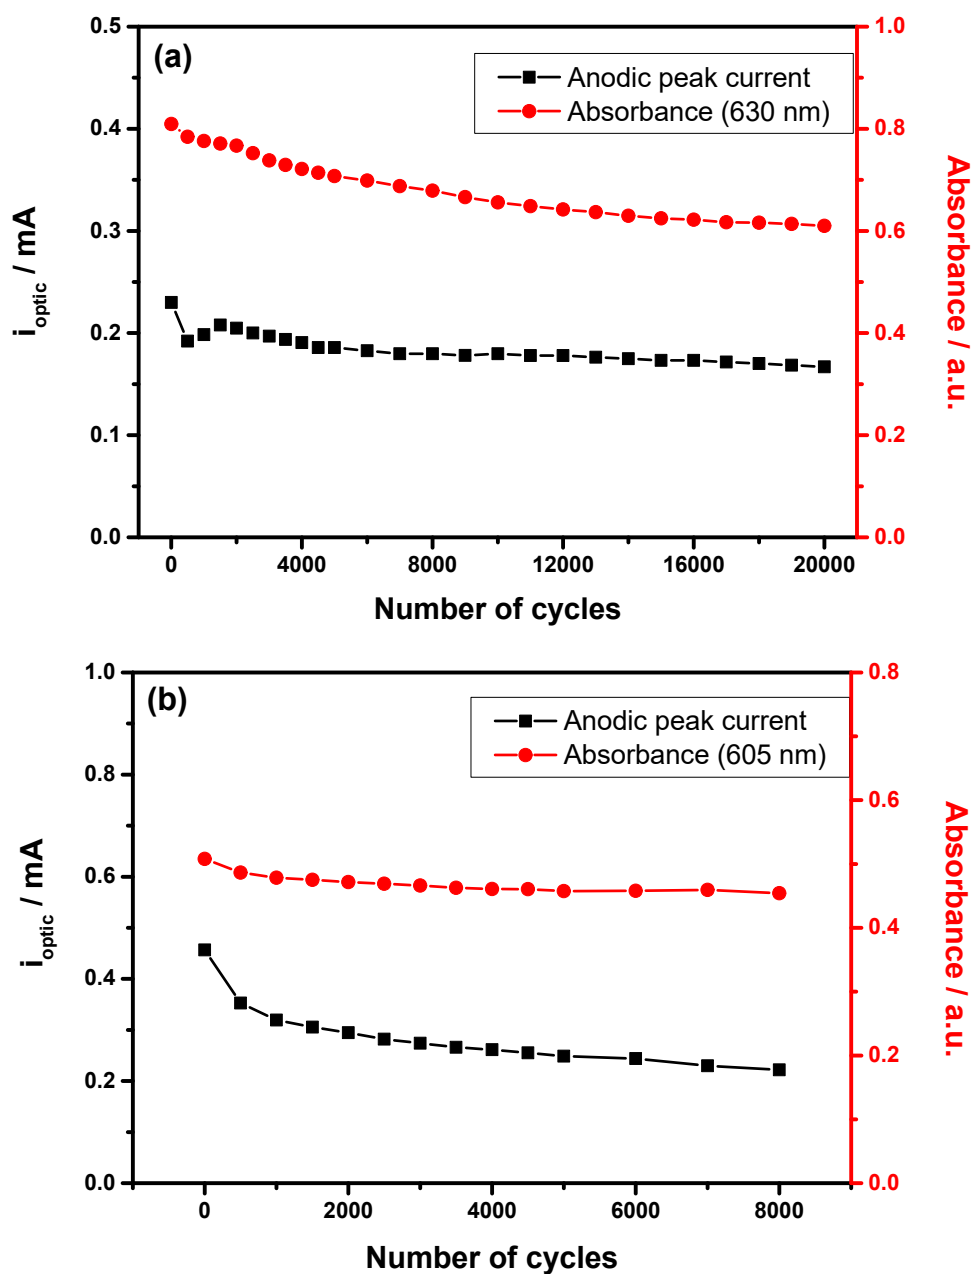 (a)
Anodic peak current
Absorbance (630 nm)
0.5
0.4
0.3
0.2
0.1
0.0
i_optic / mA
1.0
0.8
0.6
0.4
0.2
0.0
Absorbance / a.u.
0 4000 8000 12000 16000 20000
Number of cycles
(b)
Anodic peak current
Absorbance (605 nm)
1.0
0.8
0.6
0.4
0.2
0.0
i_optic / mA
0.8
0.6
0.4
0.2
0.0
Absorbance / a.u.
0 2000 4000 6000 8000
Number of cycles